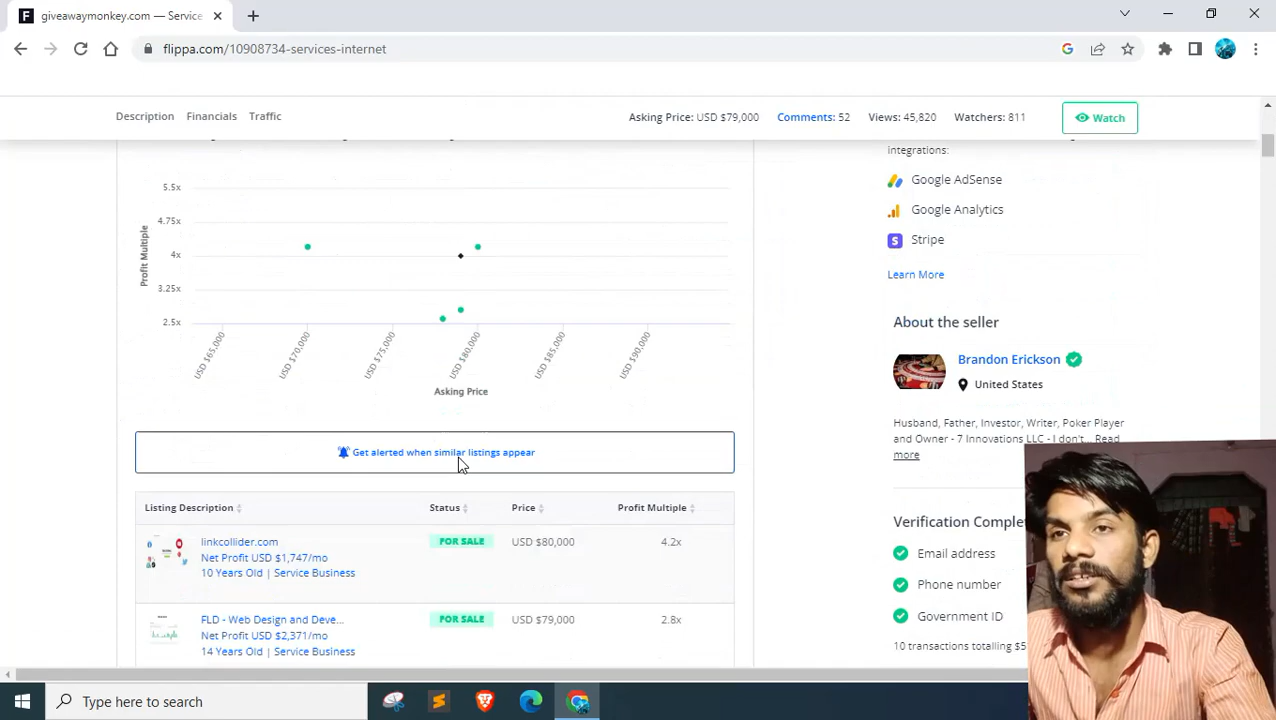 giveawaymonkey.com — Service
flippa.com/10908734-services-internet
Description Financials Traffic Asking Price: USD $79,000 Comments: 52 Views: 45,820 Watchers: 811 Watch
integrations:
Google AdSense
Google Analytics
Stripe
Learn More
5.5x
4.75x
4x
3.25x
2.5x
Profit Multiple
USD $65,000 USD $70,000 USD $75,000 USD $80,000 USD $85,000 USD $90,000
Asking Price
About the seller
Brandon Erickson
United States
Husband, Father, Investor, Writer, Poker Player
and Owner - 7 Innovations LLC - I don't... Read
more
Get alerted when similar listings appear
Listing Description Status Price Profit Multiple
linkcollider.com FOR SALE USD $80,000 4.2x
Net Profit USD $1,747/mo
10 Years Old | Service Business
FLD - Web Design and Deve... FOR SALE USD $79,000 2.8x
Net Profit USD $2,371/mo
14 Years Old | Service Business
Verification Comple
Email address
Phone number
Government ID
10 transactions totalling $5
Type here to search